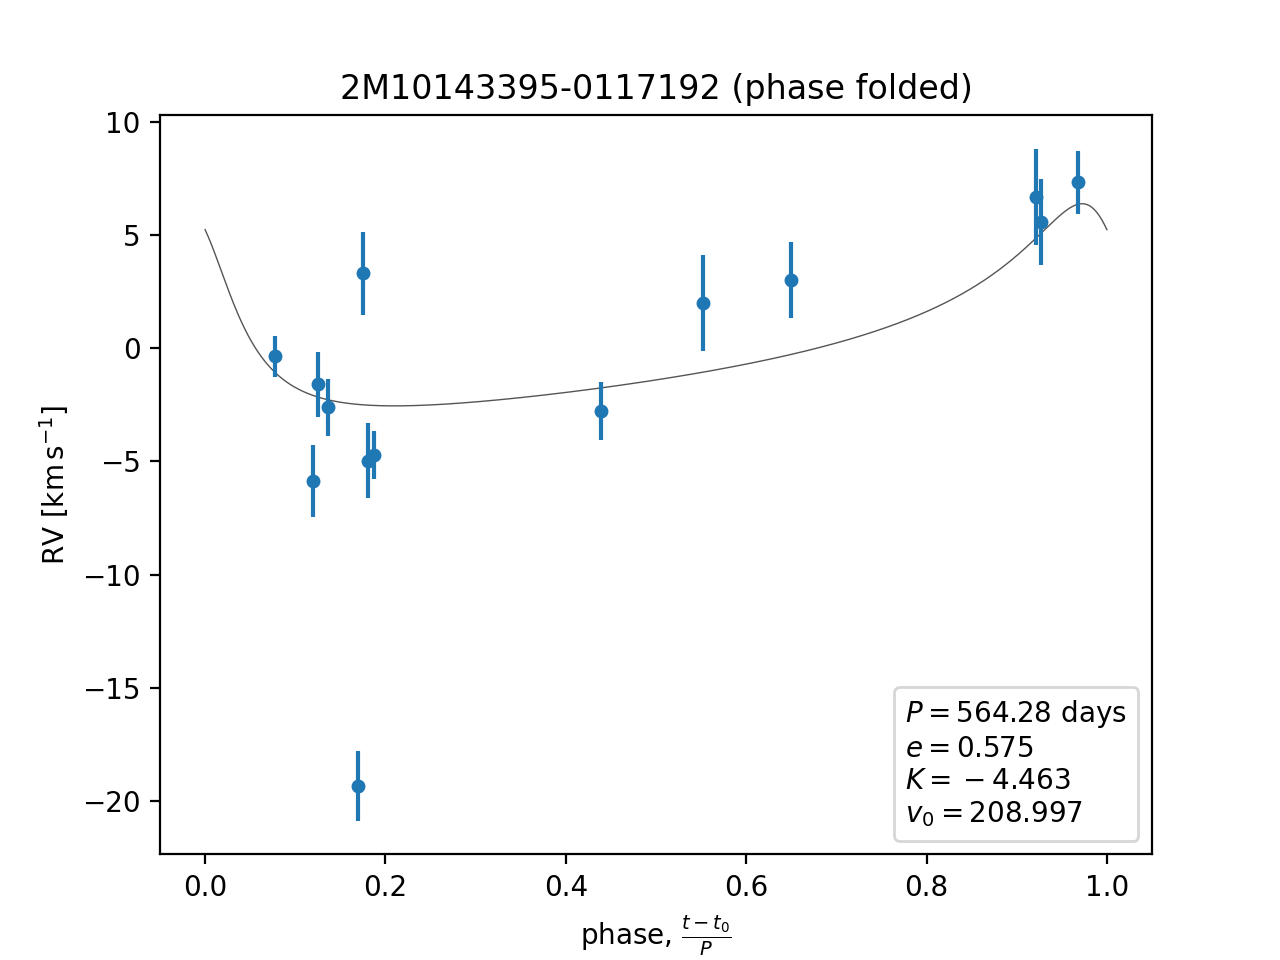 2M10143395-0117192 (phase folded)
10
5
0
−5
−10
−15
−20
RV [km s⁻¹]
P = 564.28 days
e = 0.575
K = −4.463
v₀ = 208.997
0.0 0.2 0.4 0.6 0.8 1.0
phase, (t − t₀)/P